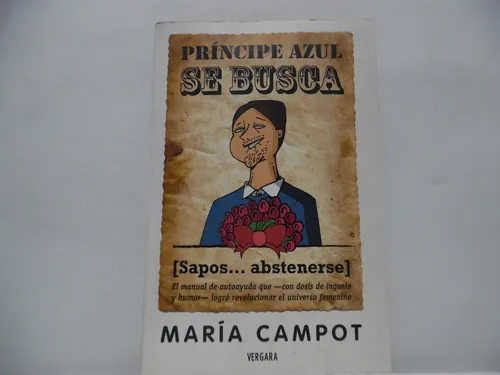 PRÍNCIPE AZUL
SE BUSCA
[Sapos... abstenerse]
El manual de autoayuda que —con dosis de ingenio
y humor— logró revolucionar el universo femenino
MARÍA CAMPOT
VERGARA